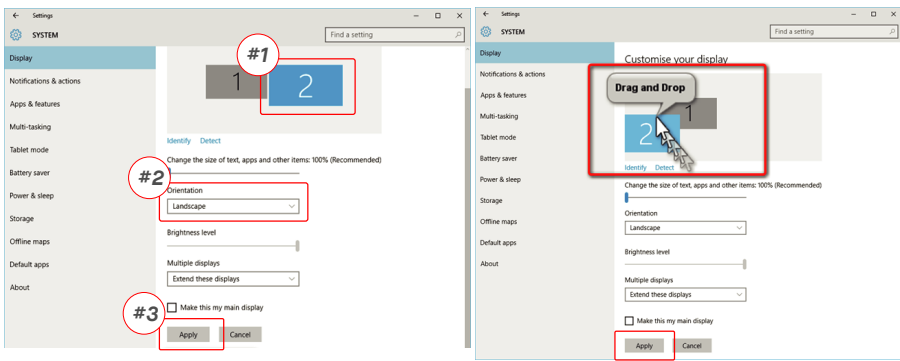 Settings
SYSTEM
Find a setting
Display
Notifications & actions
Apps & features
Multi-tasking
Tablet mode
Battery saver
Power & sleep
Storage
Offline maps
Default apps
About
#1
1
2
Identify Detect
Change the size of text, apps and other items: 100% (Recommended)
#2
Orientation
Landscape
Brightness level
Multiple displays
Extend these displays
Make this my main display
#3
Apply Cancel
Settings
SYSTEM
Find a setting
Display
Notifications & actions
Apps & features
Multi-tasking
Tablet mode
Battery saver
Power & sleep
Storage
Offline maps
Default apps
About
Customise your display
Drag and Drop
1
2
Identify Detect
Change the size of text, apps and other items: 100% (Recommended)
Orientation
Landscape
Brightness level
Multiple displays
Extend these displays
Make this my main display
Apply Cancel